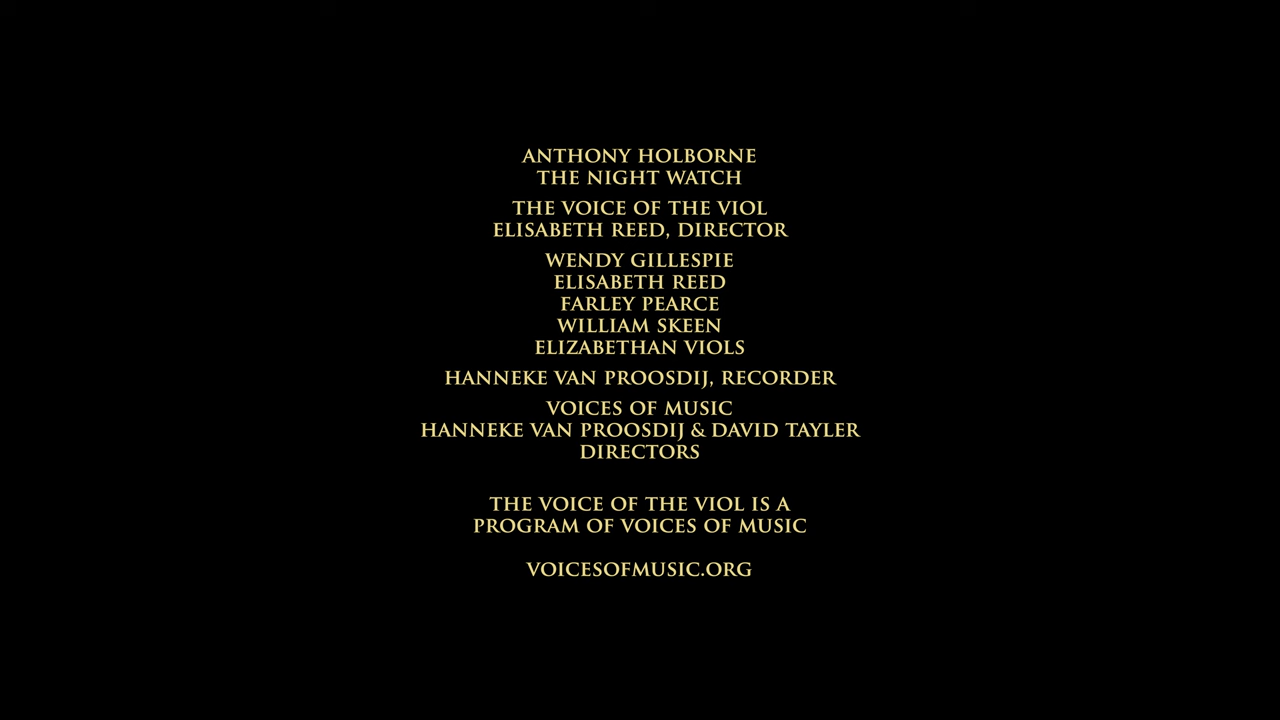 ANTHONY HOLBORNE
THE NIGHT WATCH
THE VOICE OF THE VIOL
ELISABETH REED, DIRECTOR
WENDY GILLESPIE
ELISABETH REED
FARLEY PEARCE
WILLIAM SKEEN
ELIZABETHAN VIOLS
HANNEKE VAN PROOSDIJ, RECORDER
VOICES OF MUSIC
HANNEKE VAN PROOSDIJ & DAVID TAYLER
DIRECTORS
THE VOICE OF THE VIOL IS A
PROGRAM OF VOICES OF MUSIC
VOICESOFMUSIC.ORG